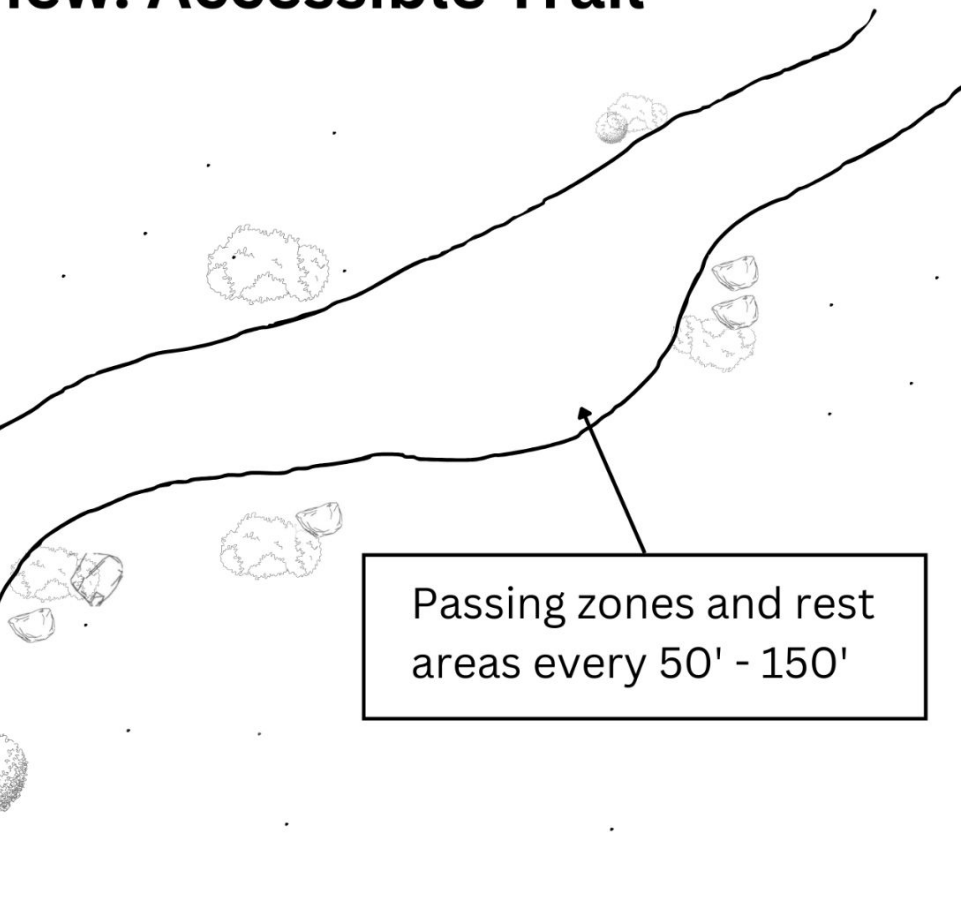 Accessible Trail
Passing zones and rest
areas every 50' - 150'